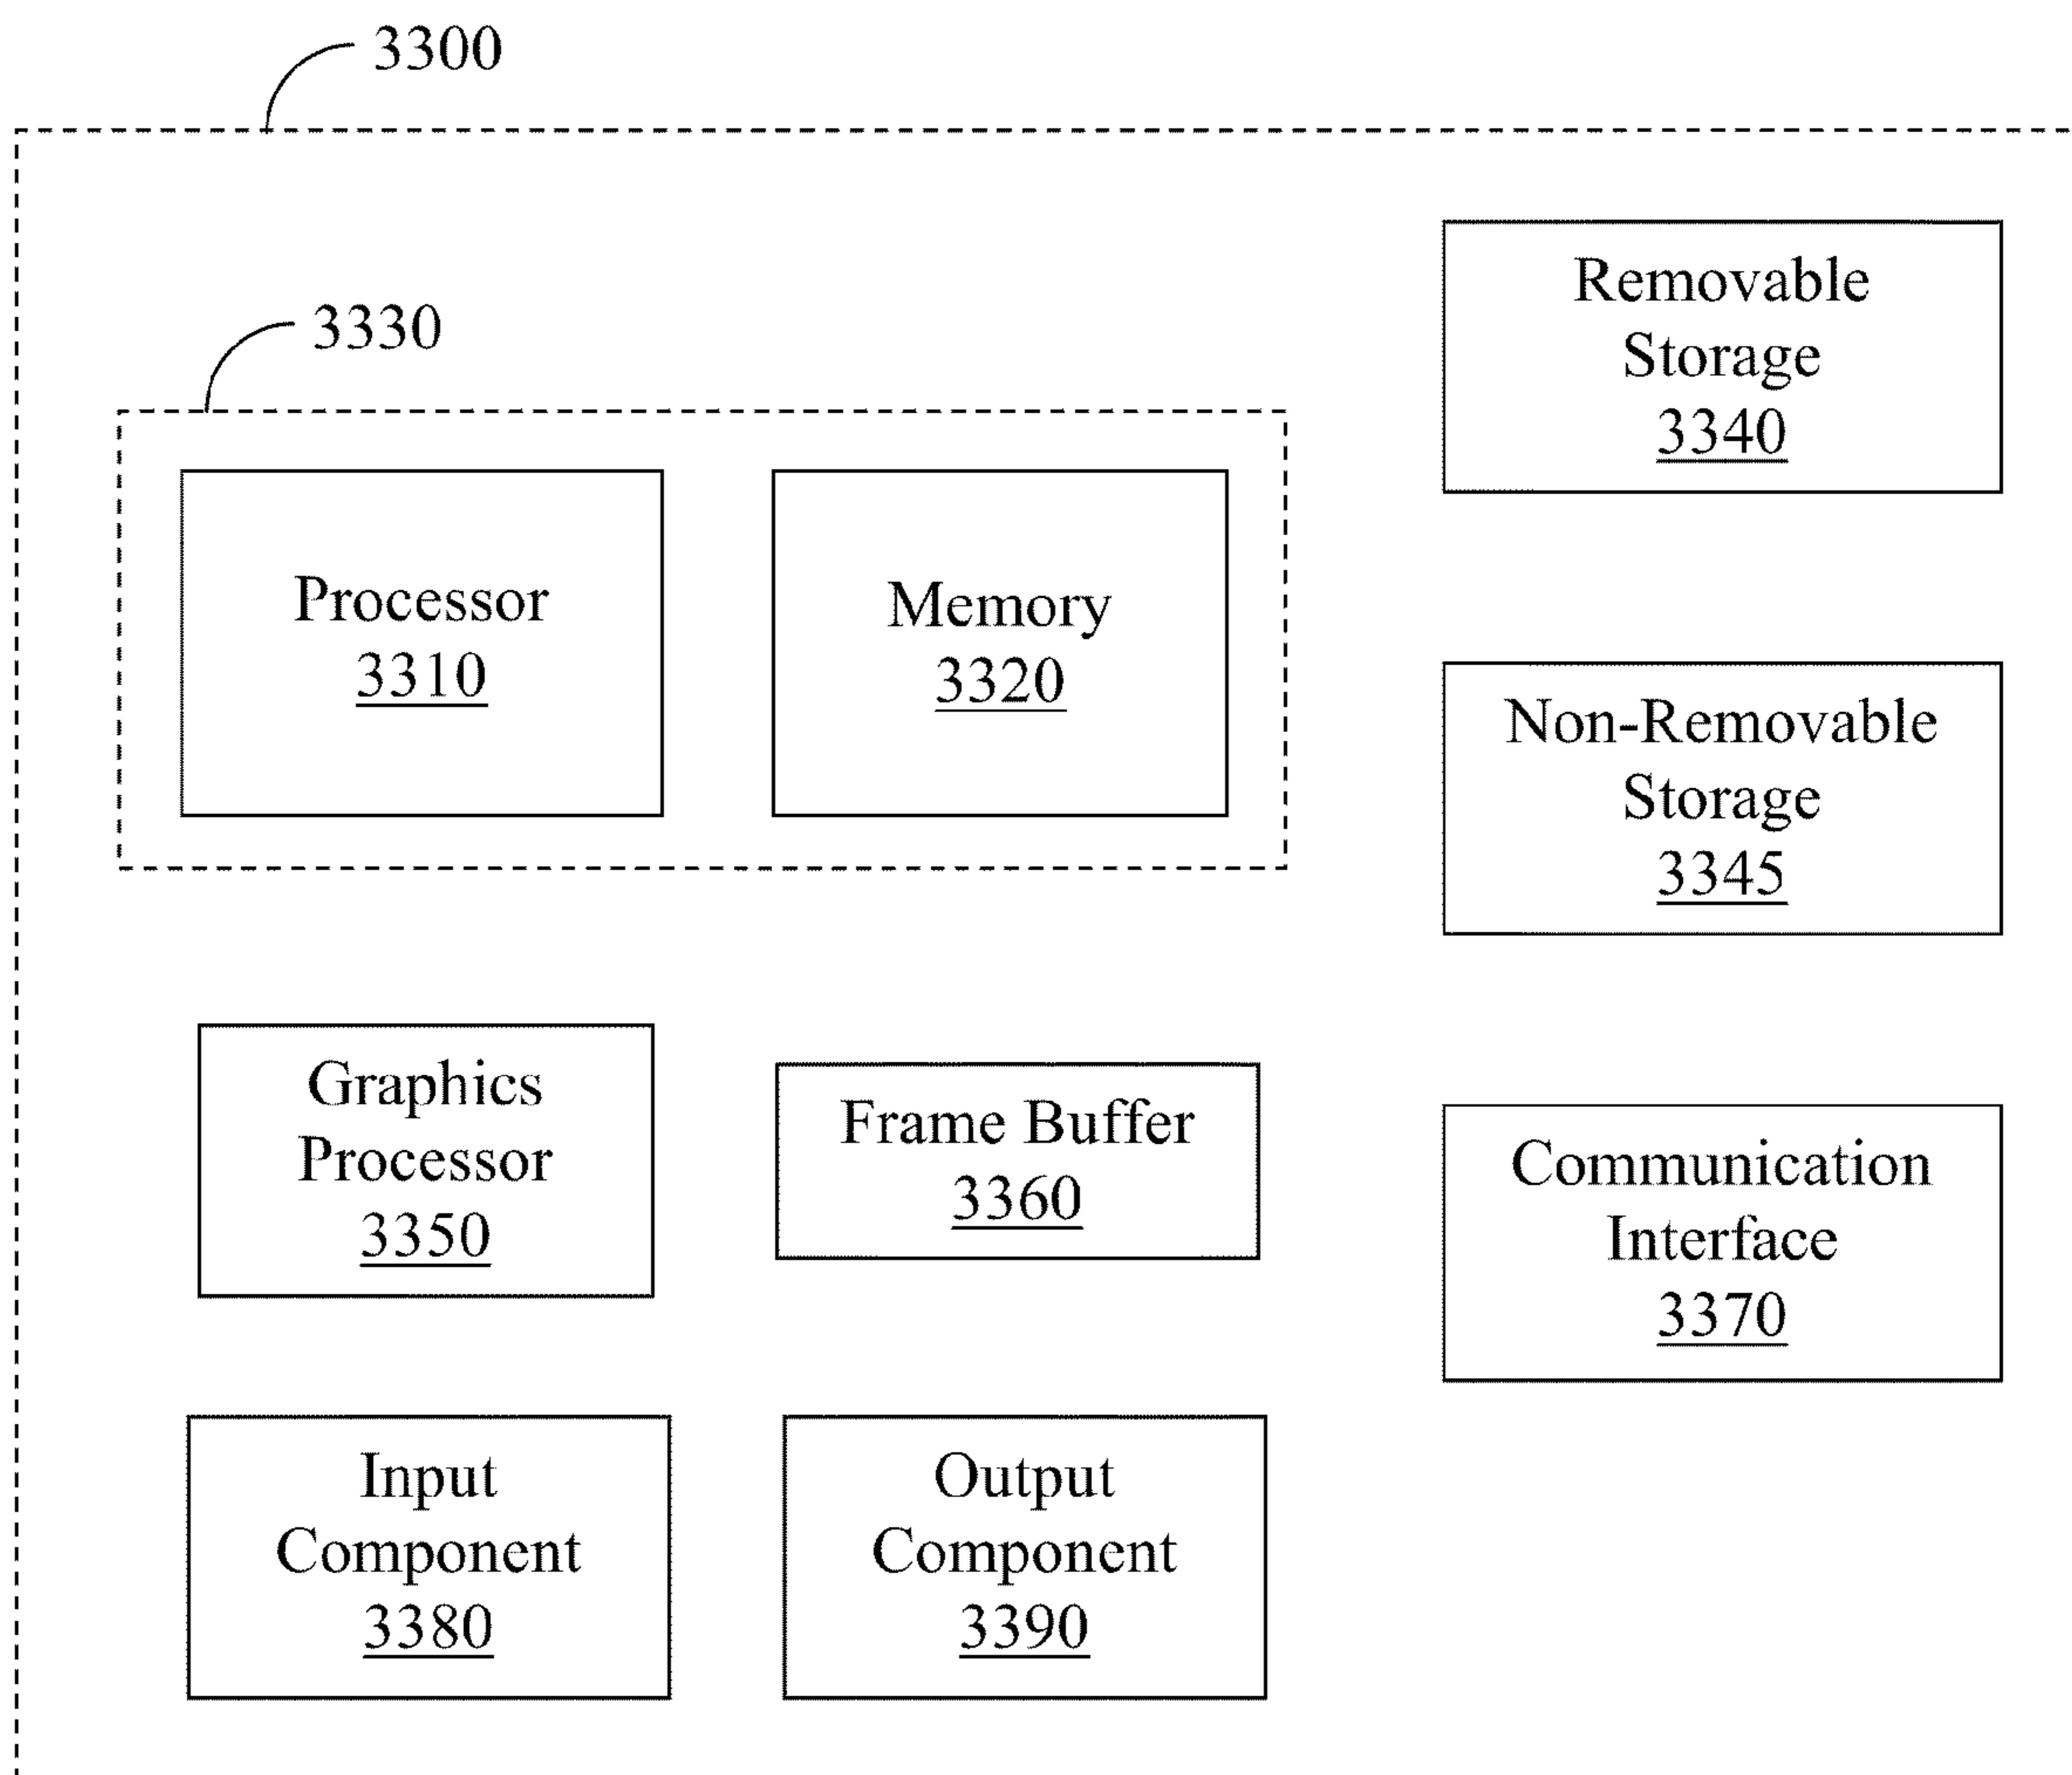 3300
3330
Removable
Storage
3340
Processor
3310
Memory
3320
Non-Removable
Storage
3345
Graphics
Processor
3350
Frame Buffer
3360
Communication
Interface
3370
Input
Component
3380
Output
Component
3390